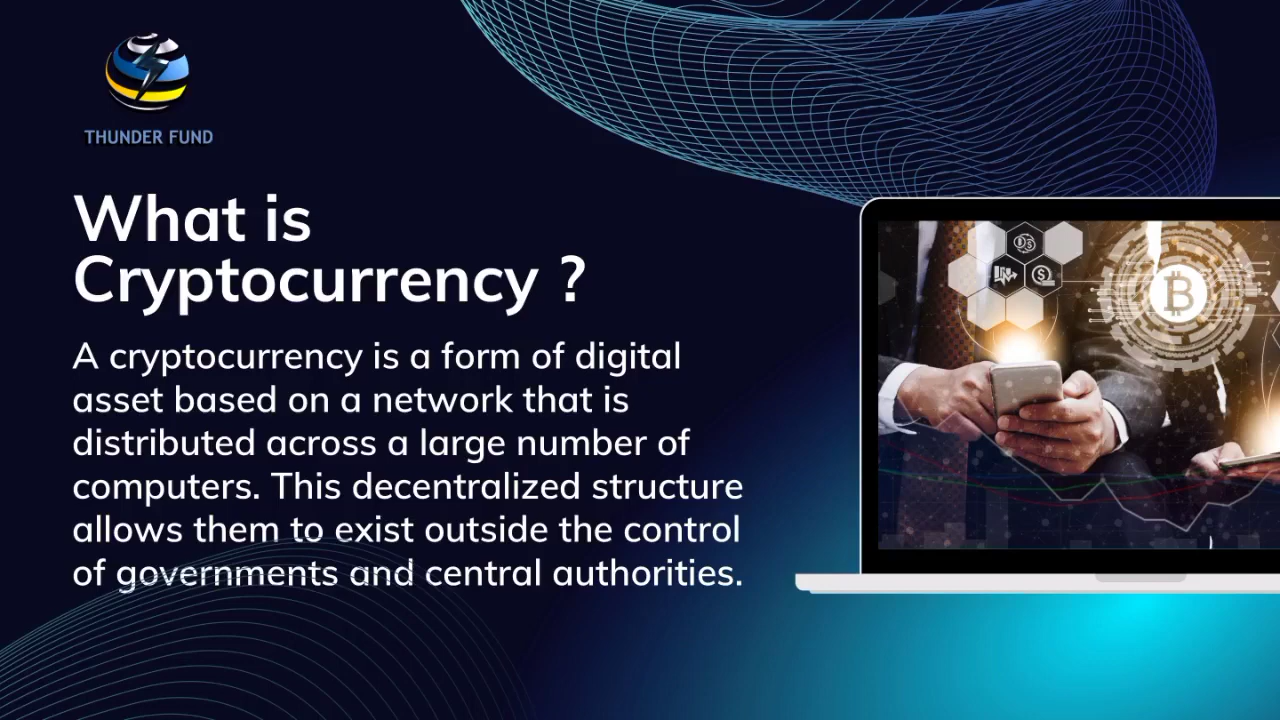 THUNDER FUND
What is
Cryptocurrency ?
A cryptocurrency is a form of digital
asset based on a network that is
distributed across a large number of
computers. This decentralized structure
allows them to exist outside the control
of governments and central authorities.